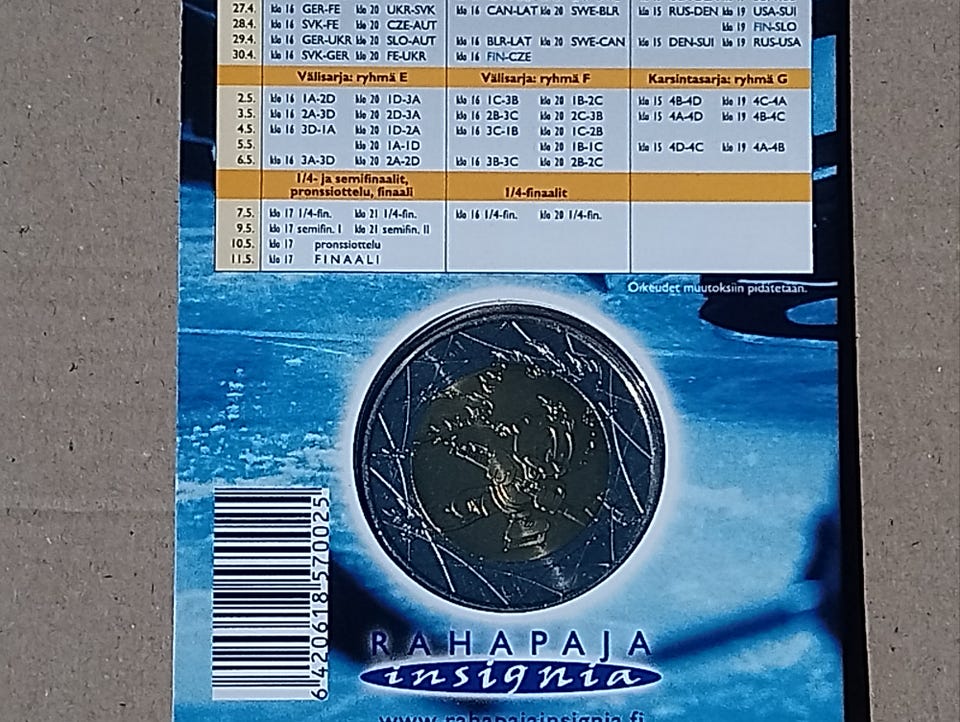 27.4. klo 16 GER-FE klo 20 UKR-SVK klo 16 CAN-LAT klo 20 SWE-BLR klo 15 RUS-DEN klo 19 USA-SUI
28.4. klo 16 SVK-FE klo 20 CZE-AUT klo 19 FIN-SLO
29.4. klo 16 GER-UKR klo 20 SLO-AUT klo 16 BLR-LAT klo 20 SWE-CAN klo 15 DEN-SUI klo 19 RUS-USA
30.4. klo 16 SVK-GER klo 20 FE-UKR klo 16 FIN-CZE
Välisarja: ryhmä E Välisarja: ryhmä F Karsintasarja: ryhmä G
2.5. klo 16 1A-2D klo 20 1D-3A klo 16 1C-3B klo 20 1B-2C klo 15 4B-4D klo 19 4C-4A
3.5. klo 16 2A-3D klo 20 2D-3A klo 16 2B-3C klo 20 2C-3B klo 15 4A-4D klo 19 4B-4C
4.5. klo 16 3D-1A klo 20 1D-2A klo 16 3C-1B klo 20 1C-2B
5.5. klo 20 1A-1D klo 20 1B-1C klo 15 4D-4C klo 19 4A-4B
6.5. klo 16 3A-3D klo 20 2A-2D klo 16 3B-3C klo 20 2B-2C
1/4- ja semifinaalit,
pronssiottelu, finaali 1/4-finaalit
7.5. klo 17 1/4-fin. klo 21 1/4-fin. klo 16 1/4-fin. klo 20 1/4-fin.
9.5. klo 17 semifin. I klo 21 semifin. II
10.5. klo 17 pronssiottelu
11.5. klo 17 FINAALI
Oikeudet muutoksiin pidätetään.
6 420618 570025
RAHAPAJA
insignia
www.rahapajainsignia.fi